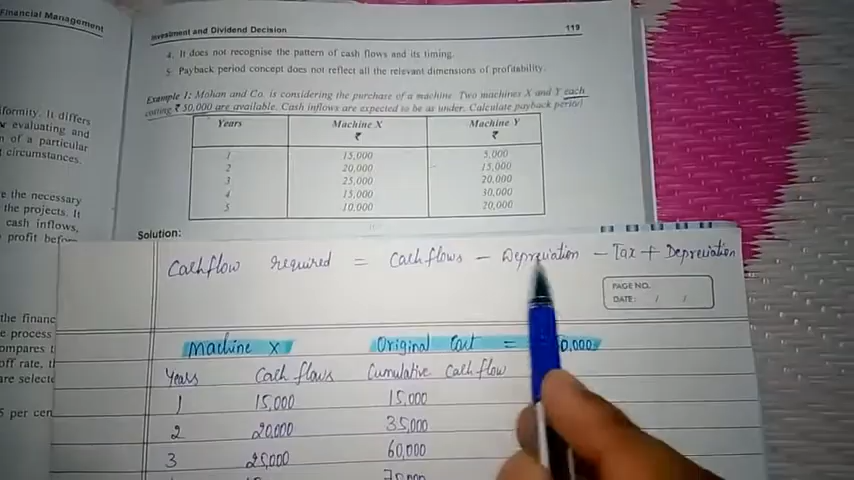 Financial Management
Investment and Dividend Decision
119
4. It does not recognise the pattern of cash flows and its timing.
5. Payback period concept does not reflect all the relevant dimensions of profitability.
Example 1: Mohan and Co. is considering the purchase of a machine. Two machines X and Y each
costing ₹ 50,000 are available. Cash inflows are expected to be as under. Calculate payback period
Years Machine X Machine Y
₹ ₹
1 15,000 5,000
2 20,000 15,000
3 25,000 20,000
4 15,000 30,000
5 10,000 20,000
Solution:
iformity. It differs
evaluating and
n of a particular
t circumstances.
e the necessary
the projects. It
cash inflows,
profit before
the financ
e process
ompares t
off rate, t
are select
5 per cen
Cashflow required = Cashflows - Depreciation - Tax + Depreciation
PAGE NO.
DATE: / /
Machine X Original Cost = 0,000
Years Cash flows Cumulative Cash flow
1 15,000 15,000
2 20,000 35,000
3 25,000 60,000